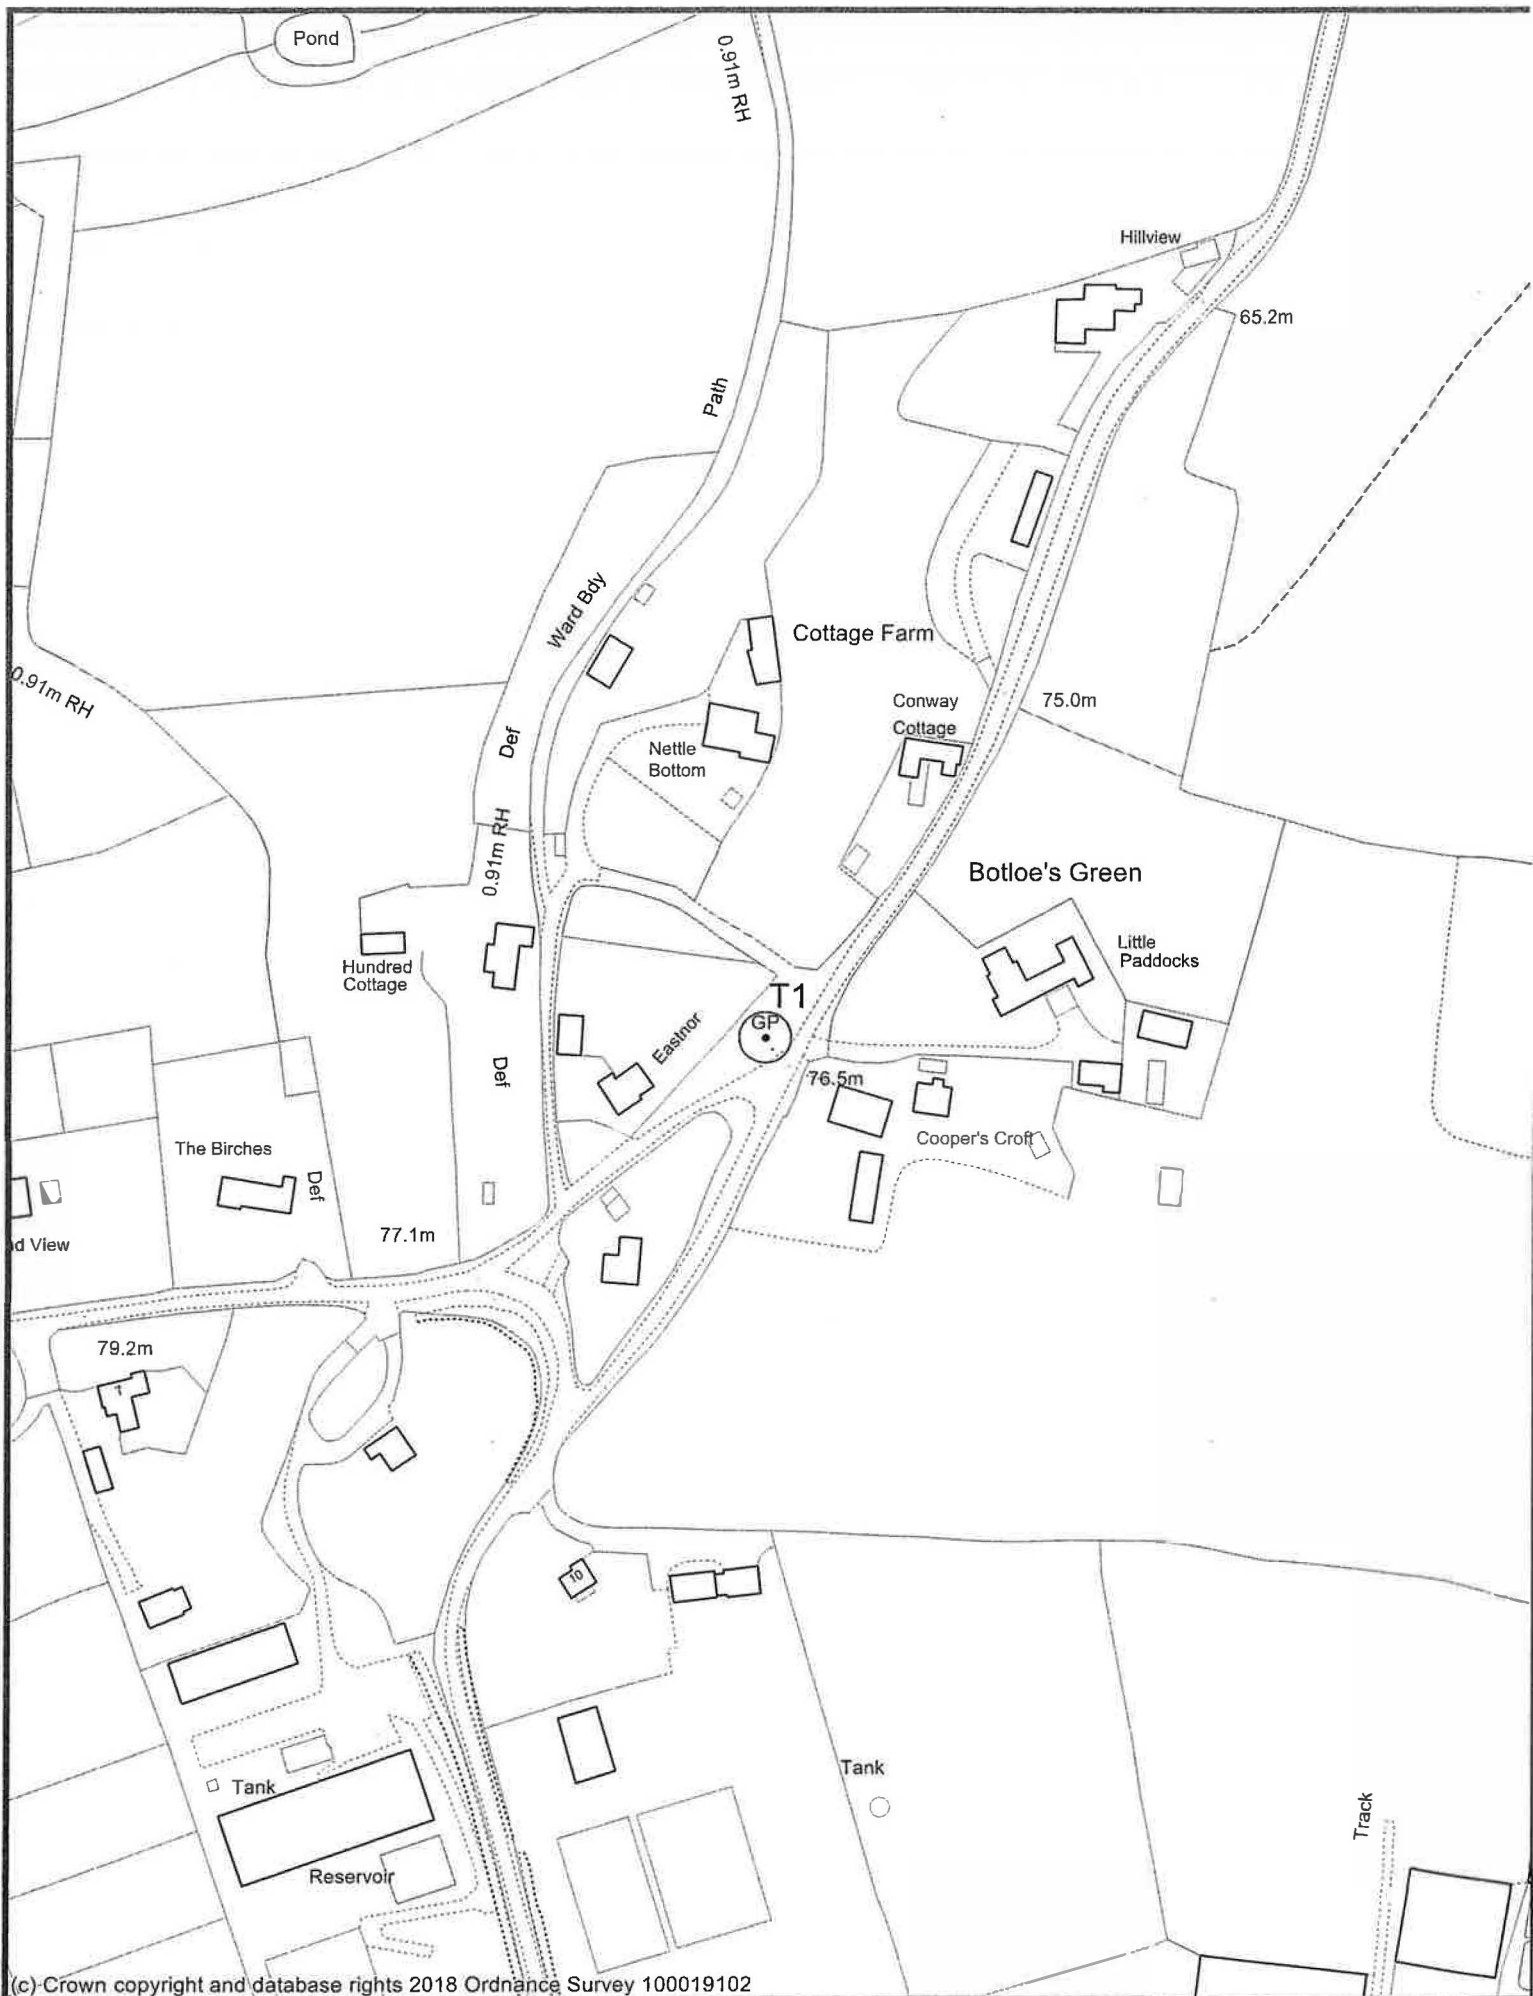 Pond
0.91m RH
Hillview
65.2m
Path
Ward Bdy
Cottage Farm
0.91m RH
Conway
Cottage
75.0m
Def
Nettle
Bottom
0.91m RH
Botloe's Green
Little
Paddocks
Hundred
Cottage
T1
GP
Eastnor
Def
76.5m
Cooper's Croft
The Birches
Def
77.1m
d View
79.2m
10
Tank
Tank
Track
Reservoir
(c) Crown copyright and database rights 2018 Ordnance Survey 100019102